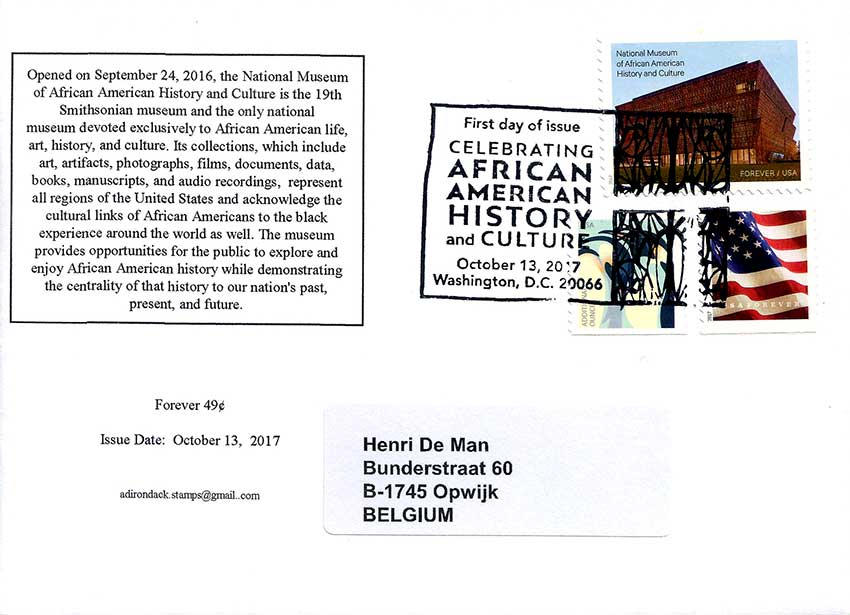 Opened on September 24, 2016, the National Museum
of African American History and Culture is the 19th
Smithsonian museum and the only national
museum devoted exclusively to African American life,
art, history, and culture. Its collections, which include
art, artifacts, photographs, films, documents, data,
books, manuscripts, and audio recordings, represent
all regions of the United States and acknowledge the
cultural links of African Americans to the black
experience around the world as well. The museum
provides opportunities for the public to explore and
enjoy African American history while demonstrating
the centrality of that history to our nation's past,
present, and future.
First day of issue
CELEBRATING
AFRICAN
AMERICAN
HISTORY
and CULTURE
October 13, 2017
Washington, D.C. 20066
National Museum
of African American
History and Culture
FOREVER / USA
USA
ADDITIONAL
OUNCE
USA FOREVER
2017
Forever 49¢
Issue Date: October 13, 2017
adirondack.stamps@gmail..com
Henri De Man
Bunderstraat 60
B-1745 Opwijk
BELGIUM